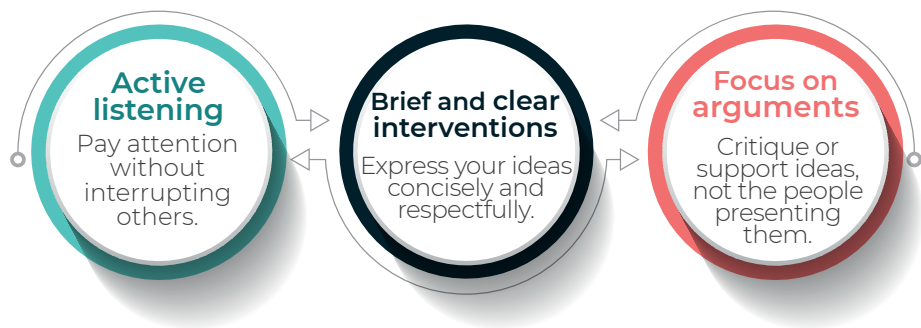 Active
listening
Pay attention
without
interrupting
others.
Brief and clear
interventions
Express your ideas
concisely and
respectfully.
Focus on
arguments
Critique or
support ideas,
not the people
presenting
them.